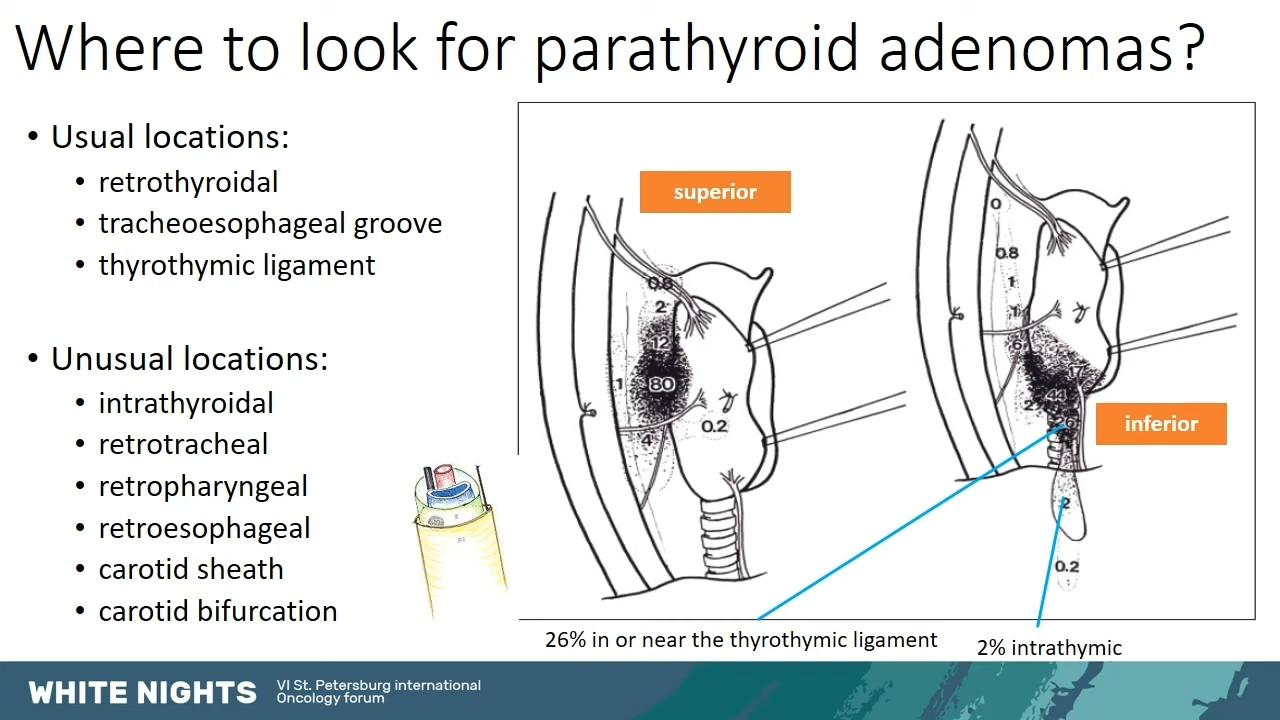 Where to look for parathyroid adenomas?
• Usual locations:
• retrothyroidal
• tracheoesophageal groove
• thyrothymic ligament
• Unusual locations:
• intrathyroidal
• retrotracheal
• retropharyngeal
• retroesophageal
• carotid sheath
• carotid bifurcation
superior
0.8
2
12
1
80
0.2
4
0
0.8
1
1
6
17
44
2
26
inferior
2
0.2
26% in or near the thyrothymic ligament
2% intrathymic
WHITE NIGHTS
VI St. Petersburg international
Oncology forum